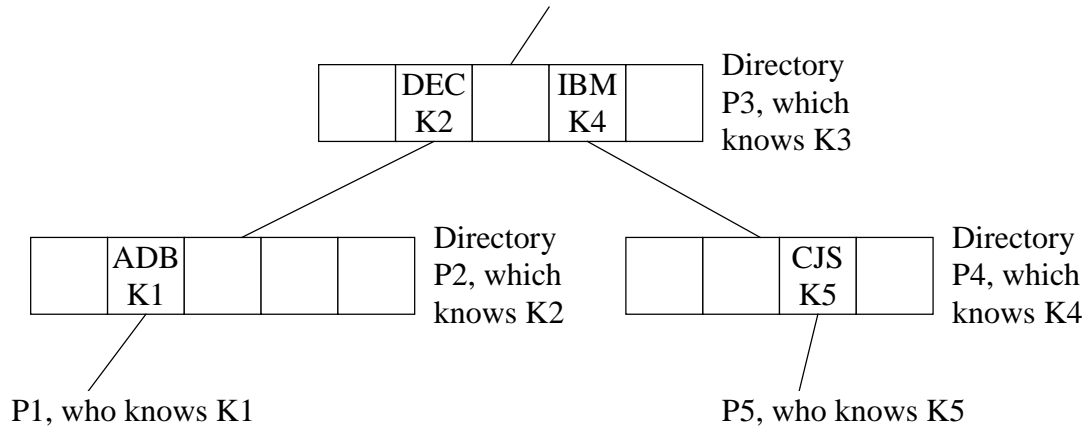 DEC
K2
IBM
K4
Directory
P3, which
knows K3
ADB
K1
Directory
P2, which
knows K2
CJS
K5
Directory
P4, which
knows K4
P1, who knows K1
P5, who knows K5